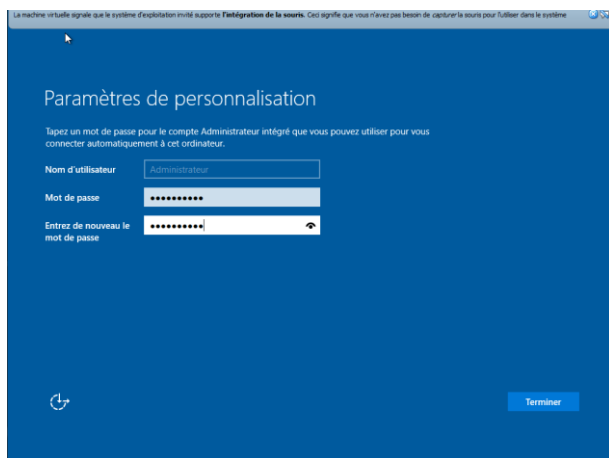 La machine virtuelle signale que le système d'exploitation invité supporte l'intégration de la souris. Ceci signifie que vous n'avez pas besoin de capturer la souris pour l'utiliser dans le système
Paramètres de personnalisation
Tapez un mot de passe pour le compte Administrateur intégré que vous pouvez utiliser pour vous
connecter automatiquement à cet ordinateur.
Nom d'utilisateur
Administrateur
Mot de passe
••••••••••
Entrez de nouveau le
mot de passe
••••••••••
Terminer